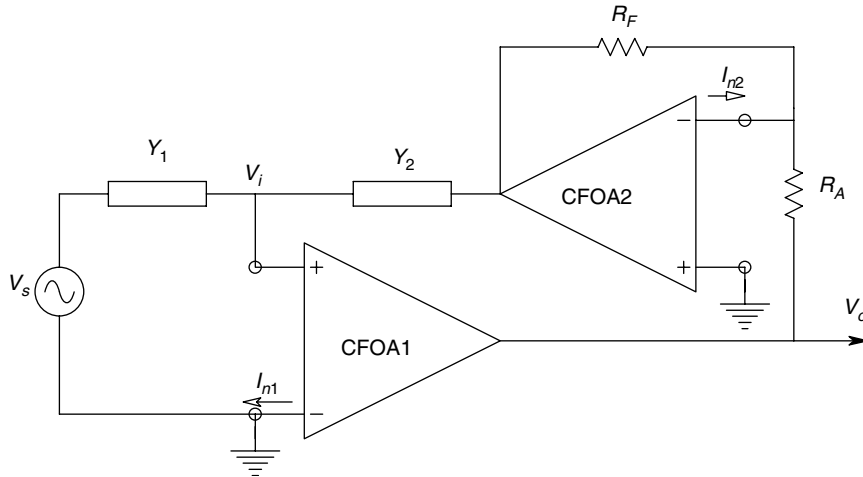 R_F
I_n2
−
Y_1
V_i
Y_2
CFOA2
R_A
+
V_s
+
CFOA1
V_o
I_n1
−